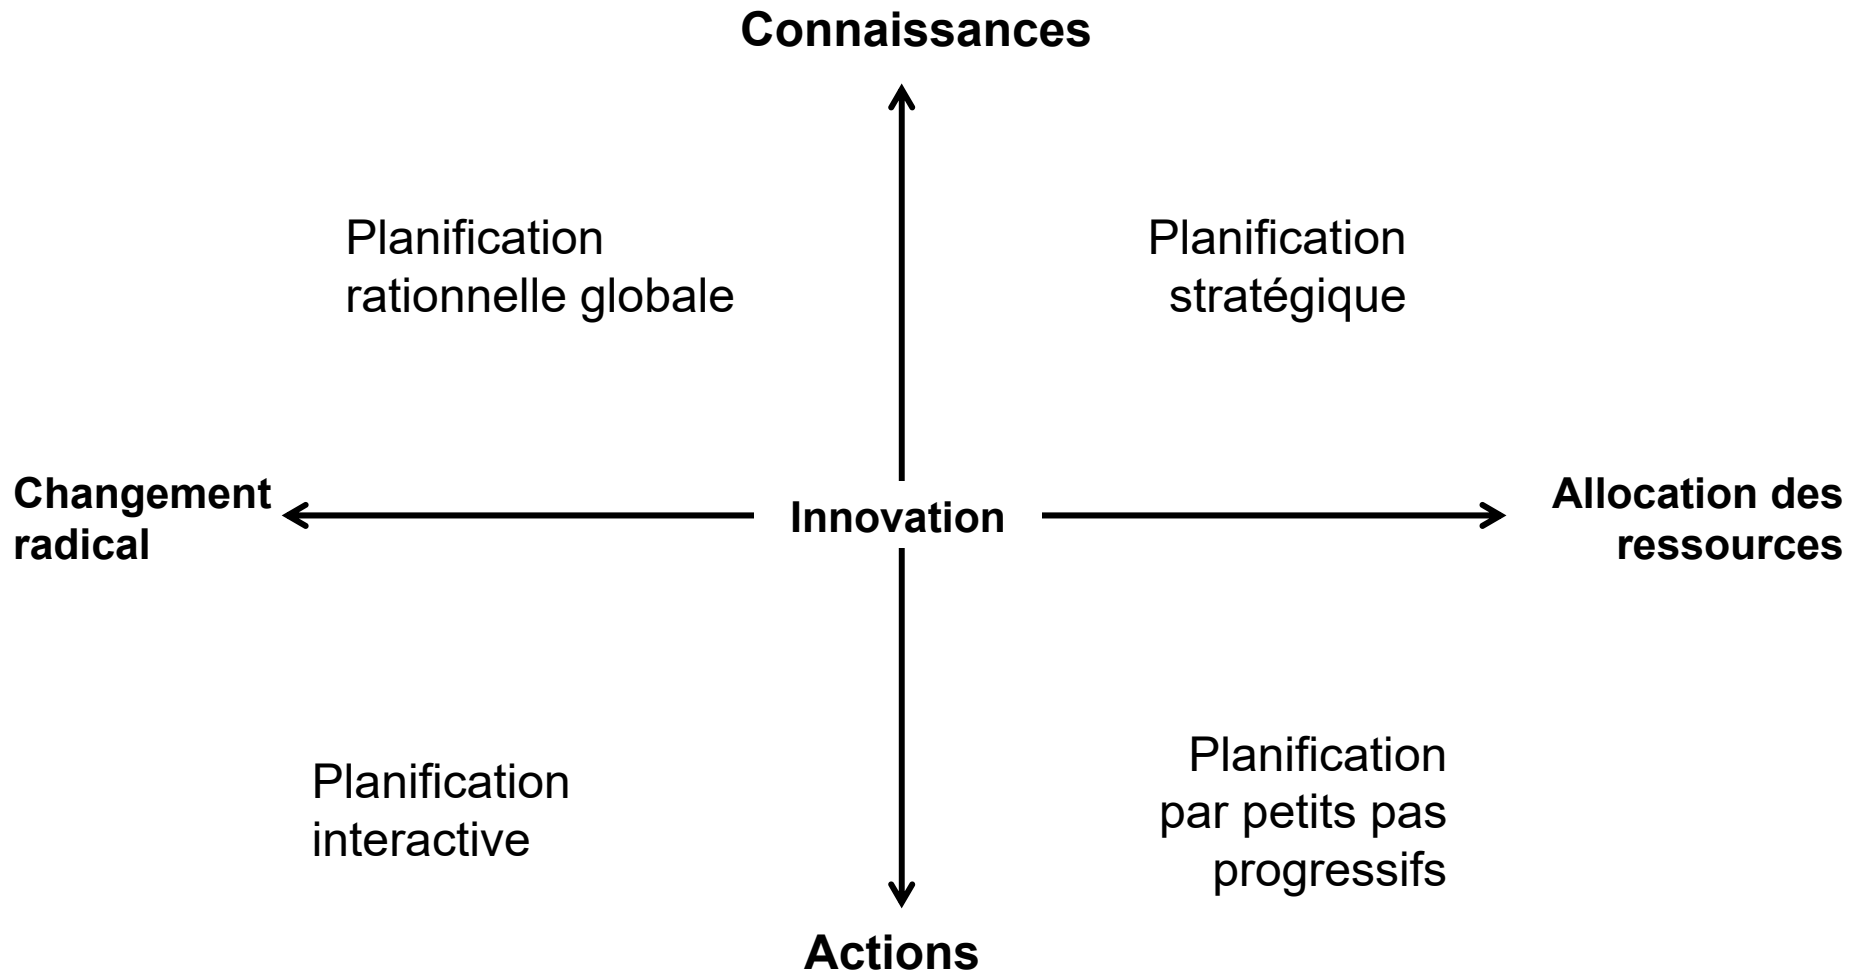 Connaissances
Planification
rationnelle globale
Planification
stratégique
Changement
radical
Innovation
Allocation des
ressources
Planification
interactive
Planification
par petits pas
progressifs
Actions